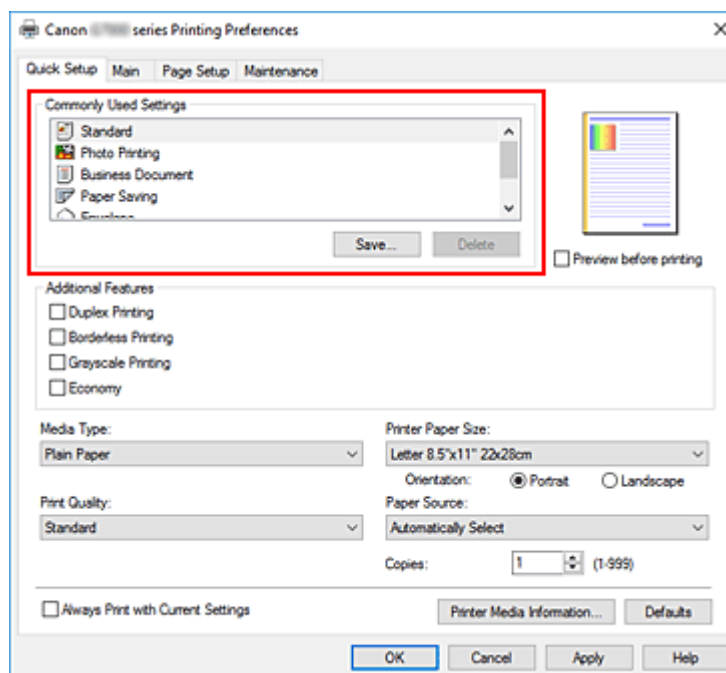 Canon series Printing Preferences
Quick Setup Main Page Setup Maintenance
Commonly Used Settings
Standard
Photo Printing
Business Document
Paper Saving
Save... Delete
Preview before printing
Additional Features
Duplex Printing
Borderless Printing
Grayscale Printing
Economy
Media Type: Printer Paper Size:
Plain Paper Letter 8.5"x11" 22x28cm
Orientation: Portrait Landscape
Print Quality: Paper Source:
Standard Automatically Select
Copies: 1 (1-999)
Always Print with Current Settings Printer Media Information... Defaults
OK Cancel Apply Help